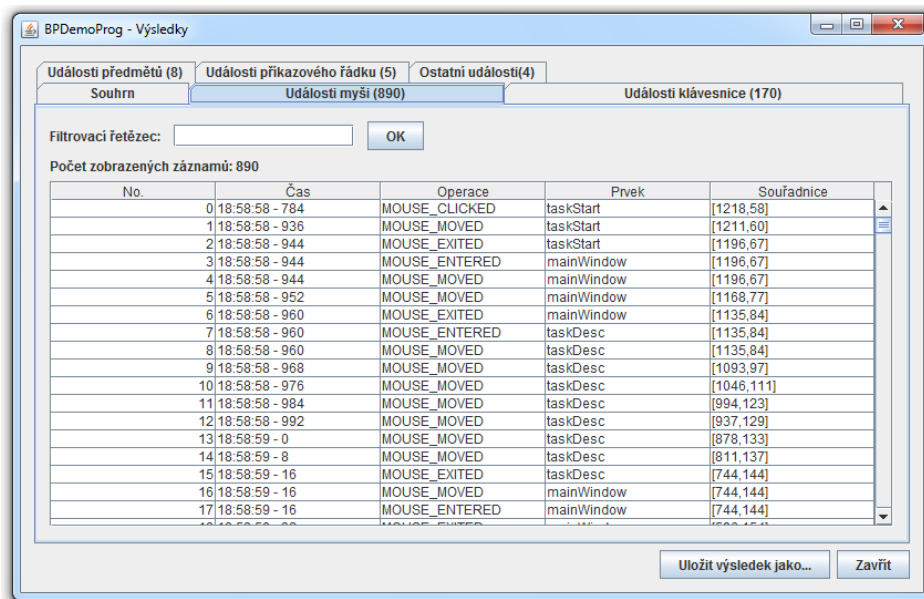 BPDemoProg - Výsledky
Události předmětů (8) Události příkazového řádku (5) Ostatní události(4)
Souhrn Události myši (890) Události klávesnice (170)
Filtrovací řetězec: OK
Počet zobrazených záznamů: 890
No. Čas Operace Prvek Souřadnice
0 18:58:58 - 784 MOUSE_CLICKED taskStart [1218,58]
1 18:58:58 - 936 MOUSE_MOVED taskStart [1211,60]
2 18:58:58 - 944 MOUSE_EXITED taskStart [1196,67]
3 18:58:58 - 944 MOUSE_ENTERED mainWindow [1196,67]
4 18:58:58 - 944 MOUSE_MOVED mainWindow [1196,67]
5 18:58:58 - 952 MOUSE_MOVED mainWindow [1168,77]
6 18:58:58 - 960 MOUSE_EXITED mainWindow [1135,84]
7 18:58:58 - 960 MOUSE_ENTERED taskDesc [1135,84]
8 18:58:58 - 960 MOUSE_MOVED taskDesc [1135,84]
9 18:58:58 - 968 MOUSE_MOVED taskDesc [1093,97]
10 18:58:58 - 976 MOUSE_MOVED taskDesc [1046,111]
11 18:58:58 - 984 MOUSE_MOVED taskDesc [994,123]
12 18:58:58 - 992 MOUSE_MOVED taskDesc [937,129]
13 18:58:59 - 0 MOUSE_MOVED taskDesc [878,133]
14 18:58:59 - 8 MOUSE_MOVED taskDesc [811,137]
15 18:58:59 - 16 MOUSE_EXITED taskDesc [744,144]
16 18:58:59 - 16 MOUSE_MOVED mainWindow [744,144]
17 18:58:59 - 16 MOUSE_ENTERED mainWindow [744,144]
Uložit výsledek jako... Zavřít